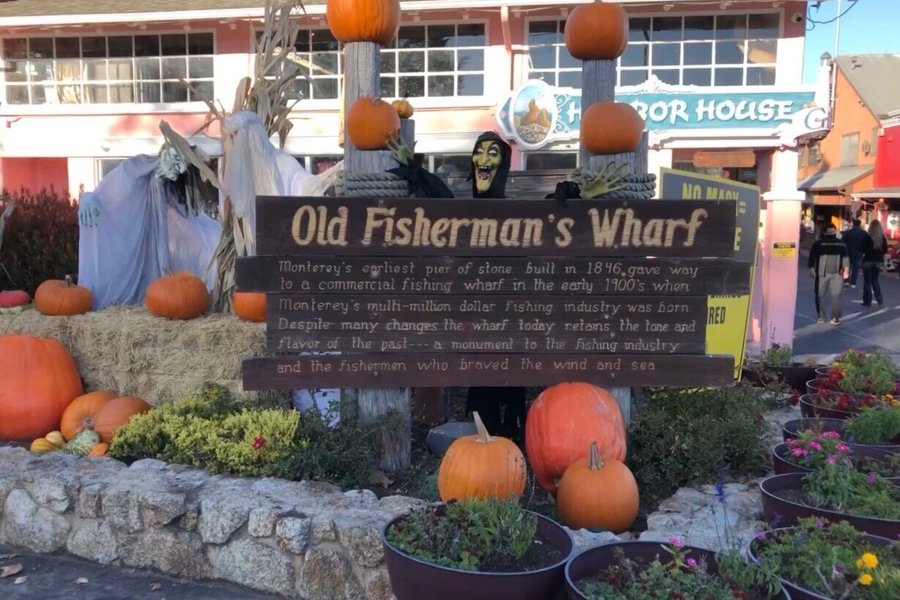 HARBOR HOUSE
NO MASK
Old Fisherman's Wharf
Monterey's earliest pier of stone built in 1846 gave way
to a commercial fishing wharf in the early 1900's when
Monterey's multi-million dollar fishing industry was born
Despite many changes the wharf today retains the tone and
flavor of the past--- a monument to the fishing industry
and the fishermen who braved the wind and sea